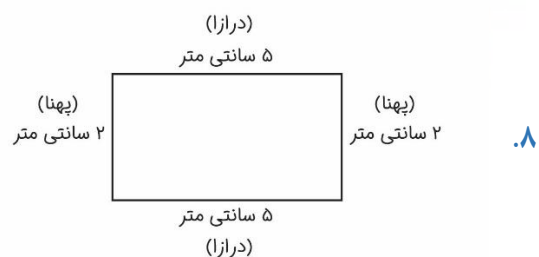 ۸.
(درازا)
۵ سانتی متر
(پهنا)
۲ سانتی متر
(پهنا)
۲ سانتی متر
۵ سانتی متر
(درازا)